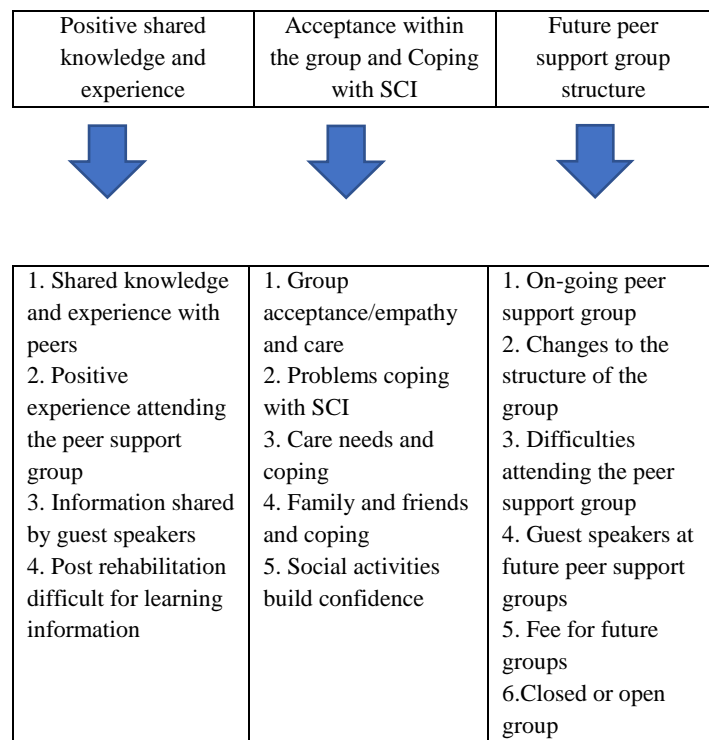 Positive shared
knowledge and
experience
Acceptance within
the group and Coping
with SCI
Future peer
support group
structure
1. Shared knowledge
and experience with
peers
2. Positive
experience attending
the peer support
group
3. Information shared
by guest speakers
4. Post rehabilitation
difficult for learning
information
1. Group
acceptance/empathy
and care
2. Problems coping
with SCI
3. Care needs and
coping
4. Family and friends
and coping
5. Social activities
build confidence
1. On-going peer
support group
2. Changes to the
structure of the
group
3. Difficulties
attending the peer
support group
4. Guest speakers at
future peer support
groups
5. Fee for future
groups
6.Closed or open
group